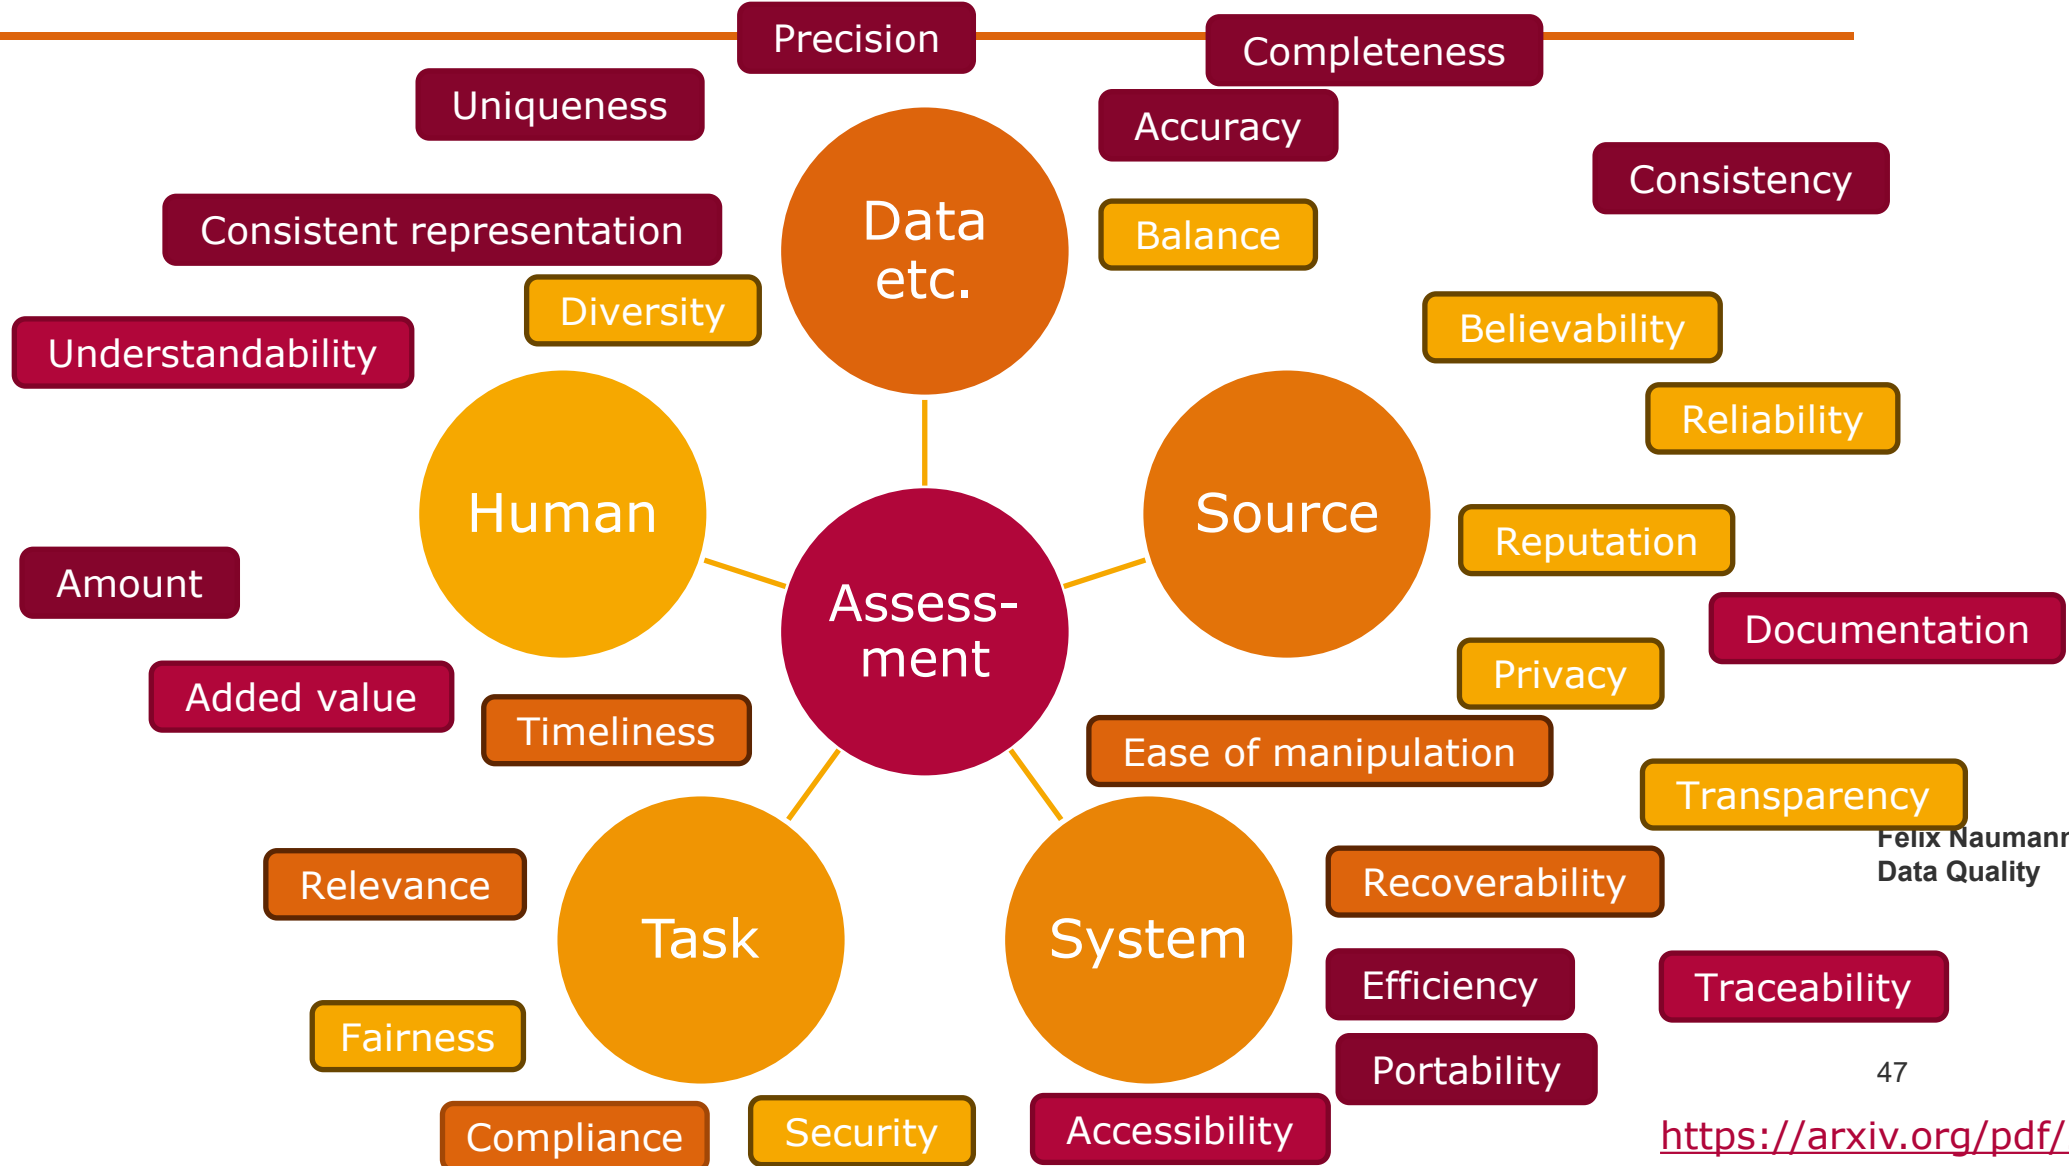 Precision
Completeness
Uniqueness
Accuracy
Consistency
Consistent representation
Data
etc.
Balance
Diversity
Believability
Understandability
Reliability
Human
Source
Reputation
Amount
Assess-
ment
Documentation
Added value
Privacy
Timeliness
Ease of manipulation
Transparency
Felix Naumann
Data Quality
Relevance
Recoverability
Task
System
Efficiency
Traceability
Fairness
Portability
47
Compliance
Security
Accessibility
https://arxiv.org/pdf/